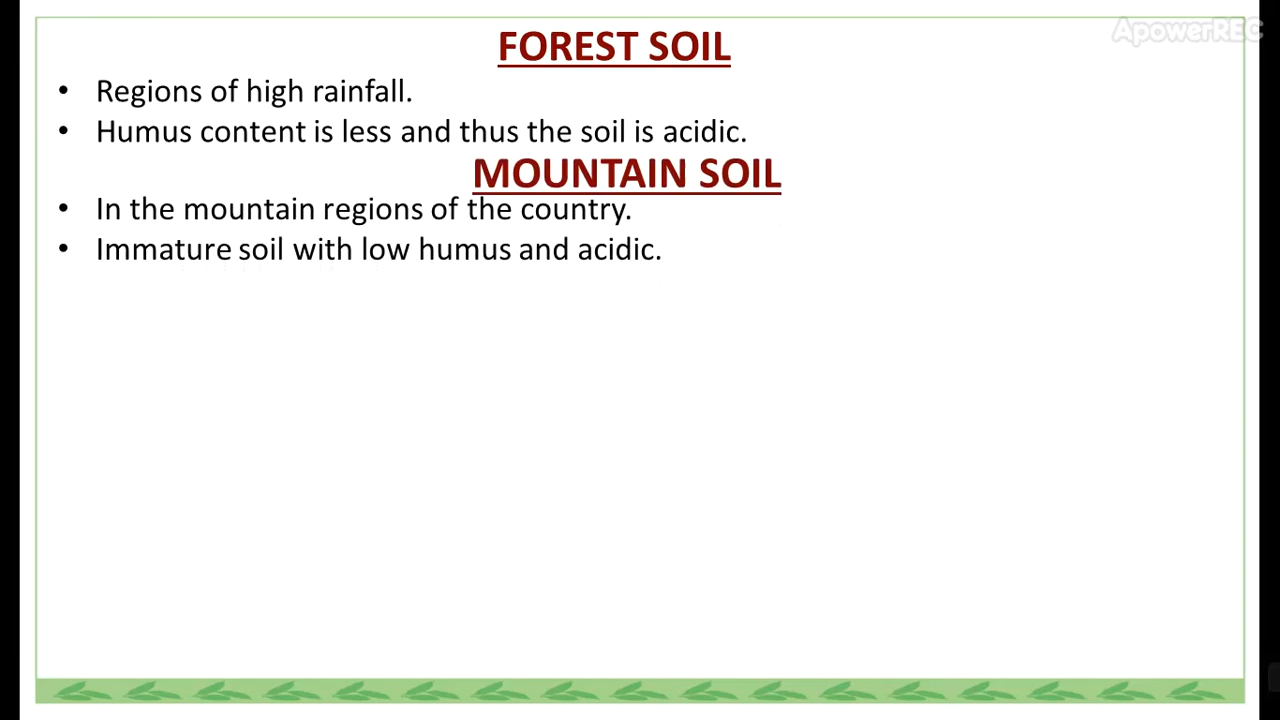 ApowerREC
FOREST SOIL
• Regions of high rainfall.
• Humus content is less and thus the soil is acidic.
MOUNTAIN SOIL
• In the mountain regions of the country.
• Immature soil with low humus and acidic.